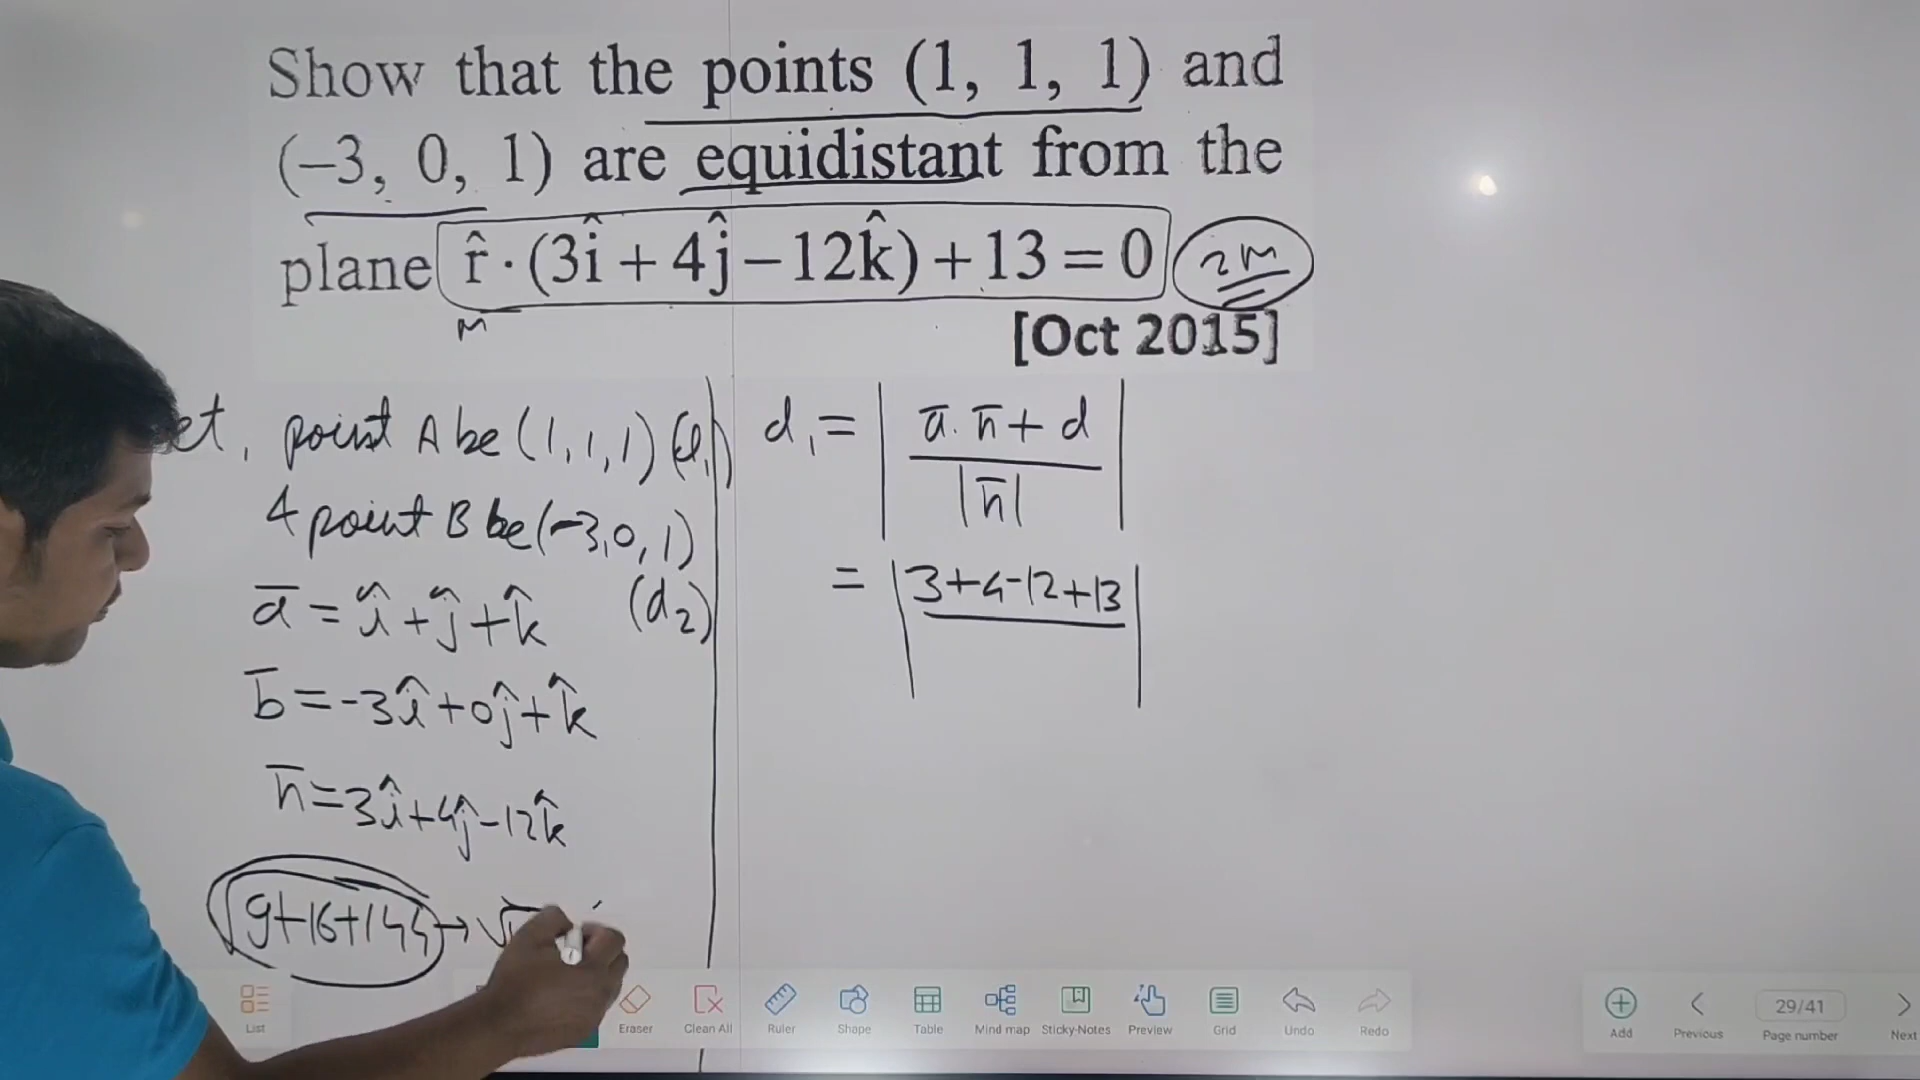 Show that the points (1, 1, 1) and
(–3, 0, 1) are equidistant from the
plane r̂ · (3î + 4ĵ – 12k̂) + 13 = 0 2M
M
[Oct 2015]
et, point A be (1, 1, 1) (d₁)
4 point B be (-3, 0, 1)
(d₂)
a̅ = î + ĵ + k̂
b̅ = -3î + 0ĵ + k̂
n̅ = 3î + 4ĵ - 12k̂
√9+16+144 → √
d₁ = | a̅ . n̅ + d
|n̅| |
= | 3+4-12+13 |
List
Eraser
Clean All
Ruler
Shape
Table
Mind map
Sticky-Notes
Preview
Grid
Undo
Redo
Add
Previous
29/41
Page number
Next